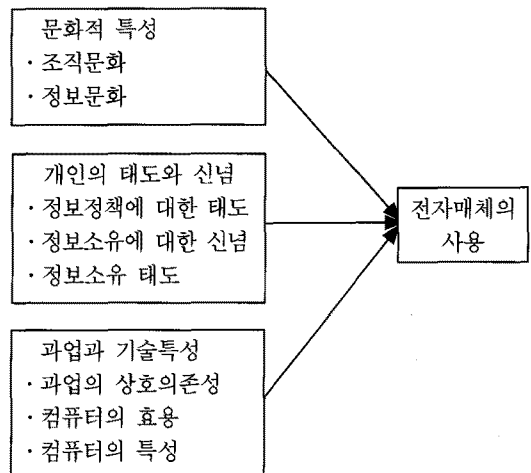 문화적 특성
· 조직문화
· 정보문화
개인의 태도와 신념
· 정보정책에 대한 태도
· 정보소유에 대한 신념
· 정보소유 태도
전자매체의
사용
과업과 기술특성
· 과업의 상호의존성
· 컴퓨터의 효용
· 컴퓨터의 특성